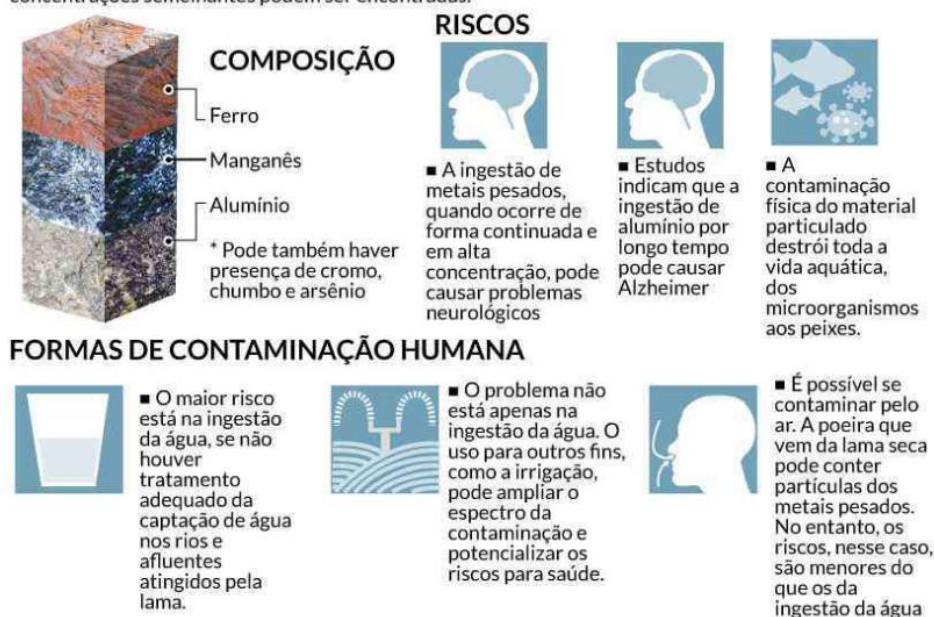 concentrações semelhantes podem ser encontradas.
COMPOSIÇÃO
Ferro
Manganês
Alumínio
* Pode também haver
presença de cromo,
chumbo e arsênio
RISCOS
■ A ingestão de
metais pesados,
quando ocorre de
forma continuada e
em alta
concentração, pode
causar problemas
neurológicos
■ Estudos
indicam que a
ingestão de
alumínio por
longo tempo
pode causar
Alzheimer
■ A
contaminação
física do material
particulado
destrói toda a
vida aquática,
dos
microorganismos
aos peixes.
FORMAS DE CONTAMINAÇÃO HUMANA
■ O maior risco
está na ingestão
da água, se não
houver
tratamento
adequado da
captação de água
nos rios e
afluentes
atingidos pela
lama.
■ O problema não
está apenas na
ingestão da água. O
uso para outros fins,
como a irrigação,
pode ampliar o
espectro da
contaminação e
potencializar os
riscos para saúde.
■ É possível se
contaminar pelo
ar. A poeira que
vem da lama seca
pode conter
partículas dos
metais pesados.
No entanto, os
riscos, nesse caso,
são menores do
que os da
ingestão da água